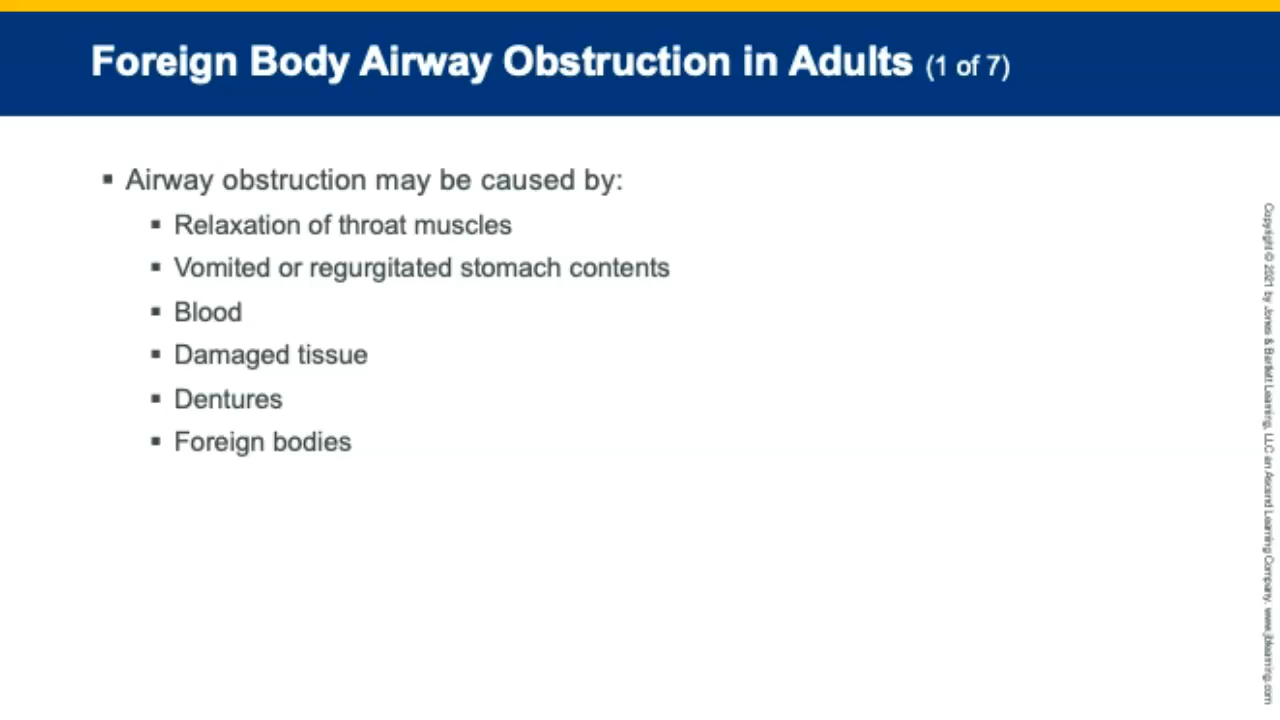 Foreign Body Airway Obstruction in Adults (1 of 7)
▪ Airway obstruction may be caused by:
▪ Relaxation of throat muscles
▪ Vomited or regurgitated stomach contents
▪ Blood
▪ Damaged tissue
▪ Dentures
▪ Foreign bodies
Copyright © 2021 by Jones & Bartlett Learning, LLC an Ascend Learning Company. www.jblearning.com